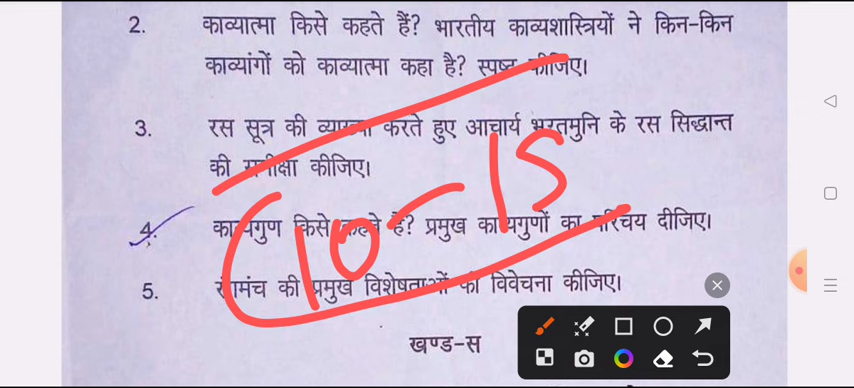 2. काव्यात्मा किसे कहते हैं? भारतीय काव्यशास्त्रियों ने किन-किन
काव्यांगों को काव्यात्मा कहा है? स्पष्ट कीजिए।
3. रस सूत्र की व्याख्या करते हुए आचार्य भरतमुनि के रस सिद्धान्त
की समीक्षा कीजिए।
10-15
4. काव्यगुण किसे कहते हैं? प्रमुख काव्यगुणों का परिचय दीजिए।
5. रंगमंच की प्रमुख विशेषताओं की विवेचना कीजिए।
खण्ड-स